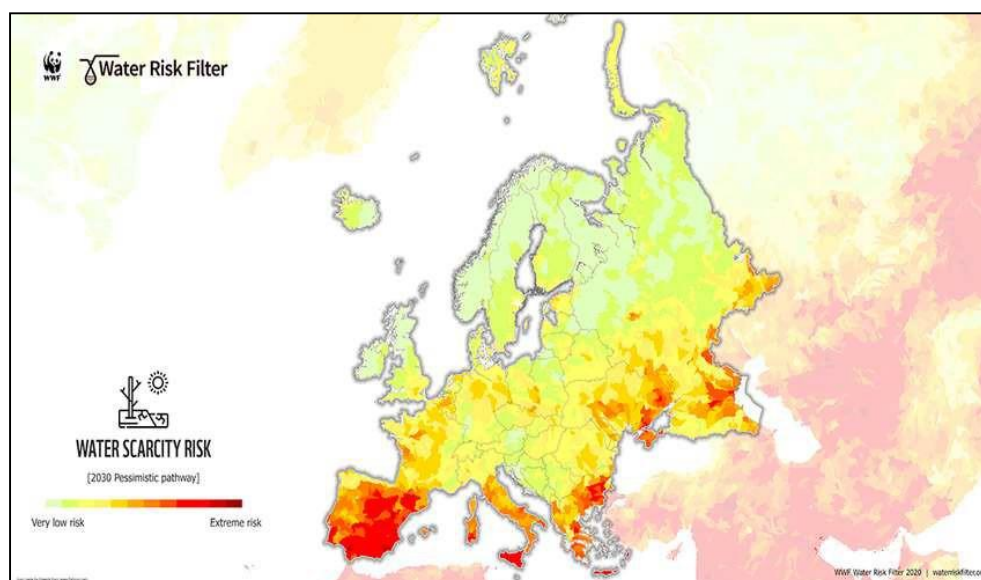 WWF
Water Risk Filter
WATER SCARCITY RISK
[2030 Pessimistic pathway]
Very low risk
Extreme risk
WWF Water Risk Filter 2020 | waterriskfilter.or